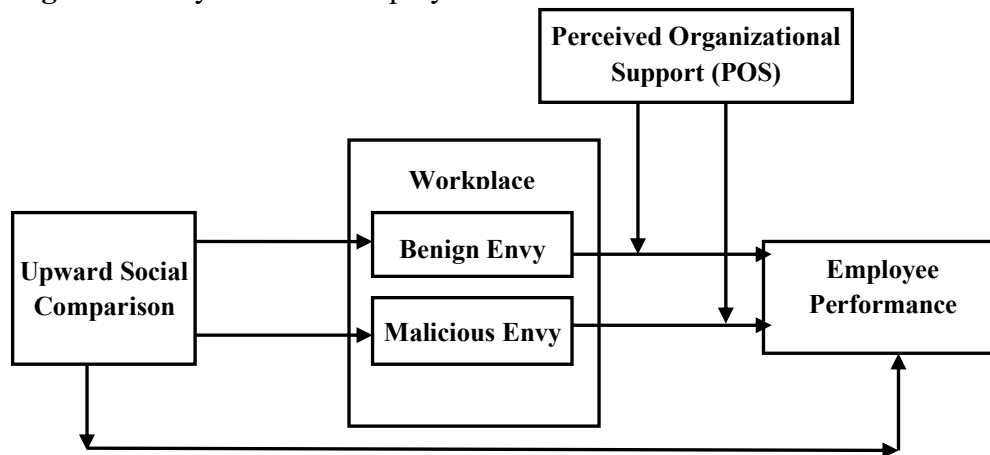 Perceived Organizational
Support (POS)
Workplace
Benign Envy
Upward Social
Comparison
Employee
Performance
Malicious Envy